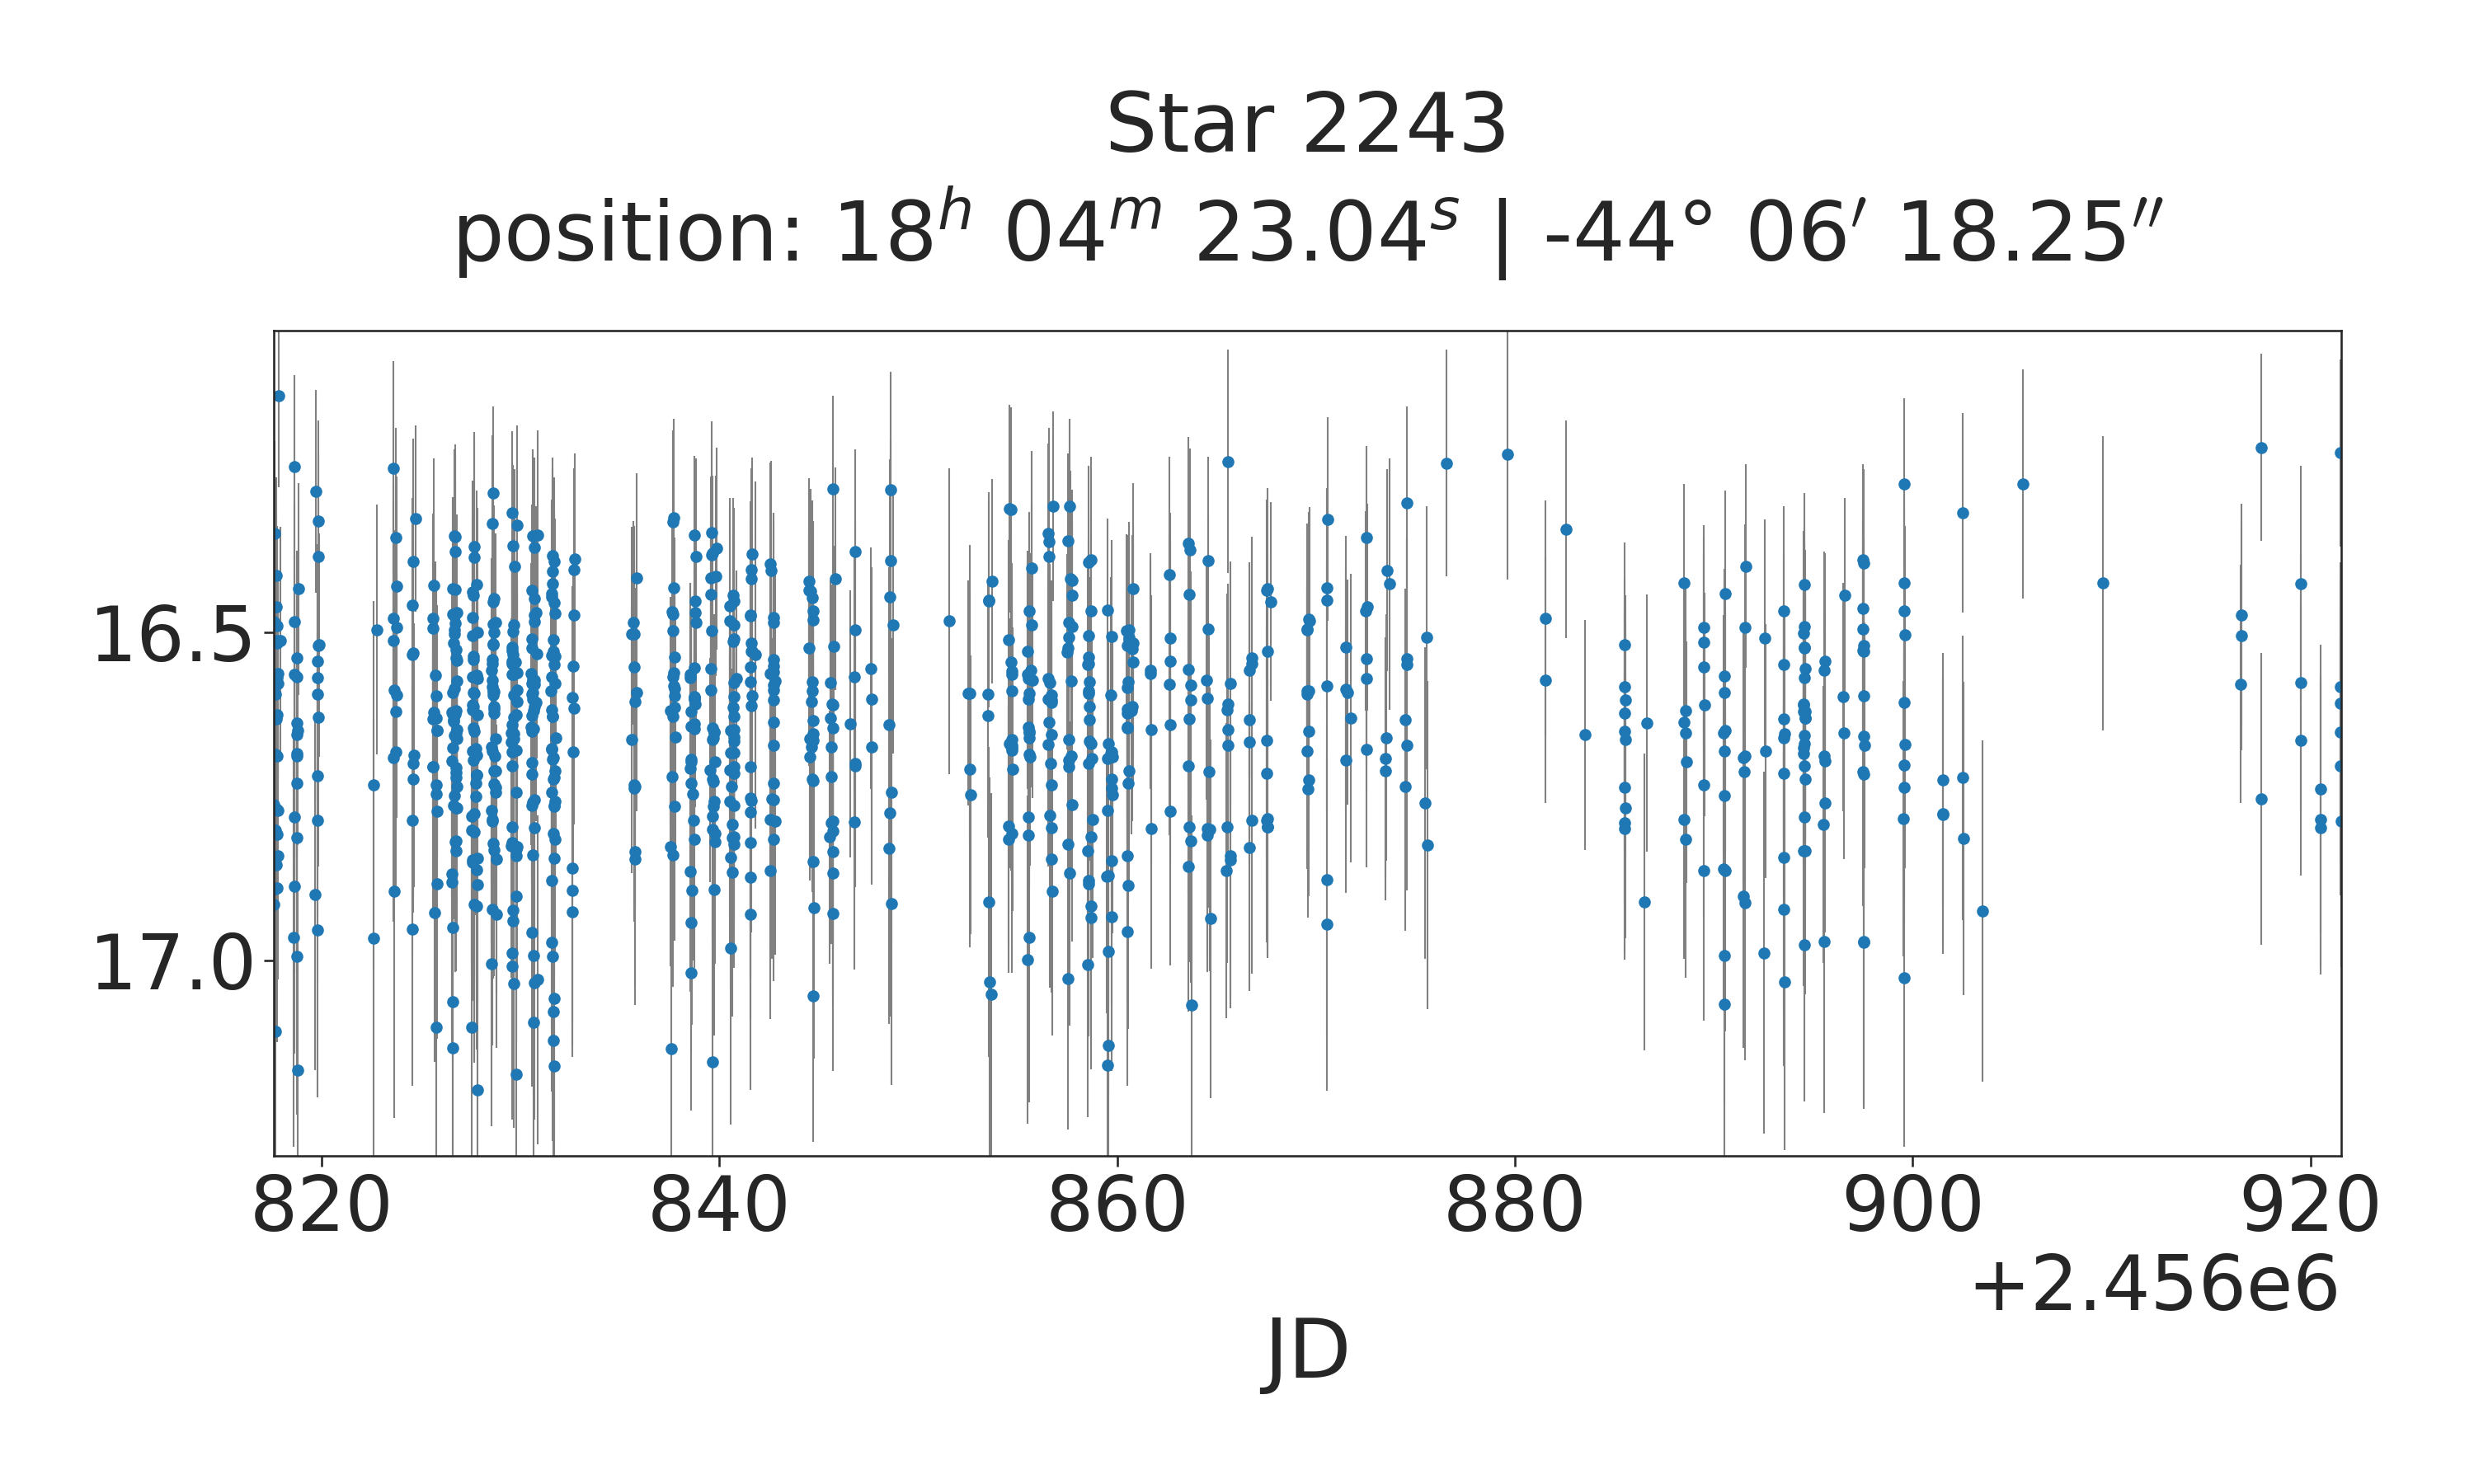 Star 2243
position: 18h 04m 23.04s | -44° 06′ 18.25′′
16.5
17.0
820 840 860 880 900 920
+2.456e6
JD